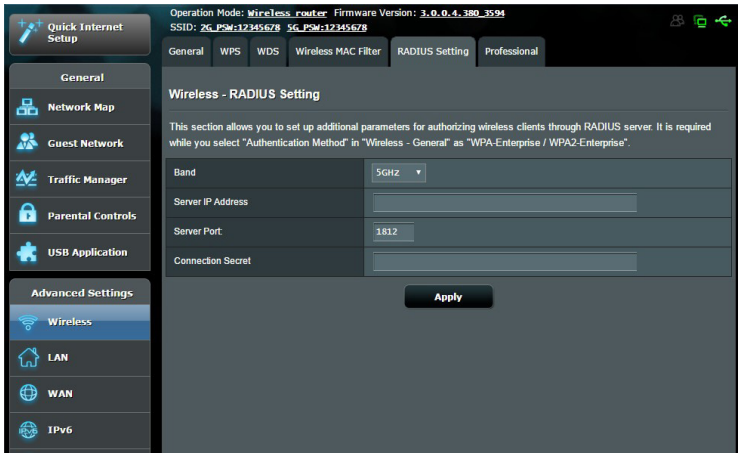 Quick Internet
Setup
Operation Mode: Wireless router Firmware Version: 3.0.0.4.380_3594
SSID: 2G_PSW:12345678 5G_PSW:12345678
General WPS WDS Wireless MAC Filter RADIUS Setting Professional
General
Network Map
Guest Network
Traffic Manager
Parental Controls
USB Application
Advanced Settings
Wireless
LAN
WAN
IPv6
Wireless - RADIUS Setting
This section allows you to set up additional parameters for authorizing wireless clients through RADIUS server. It is required
while you select "Authentication Method" in "Wireless - General" as "WPA-Enterprise / WPA2-Enterprise".
Band 5GHz
Server IP Address
Server Port: 1812
Connection Secret
Apply